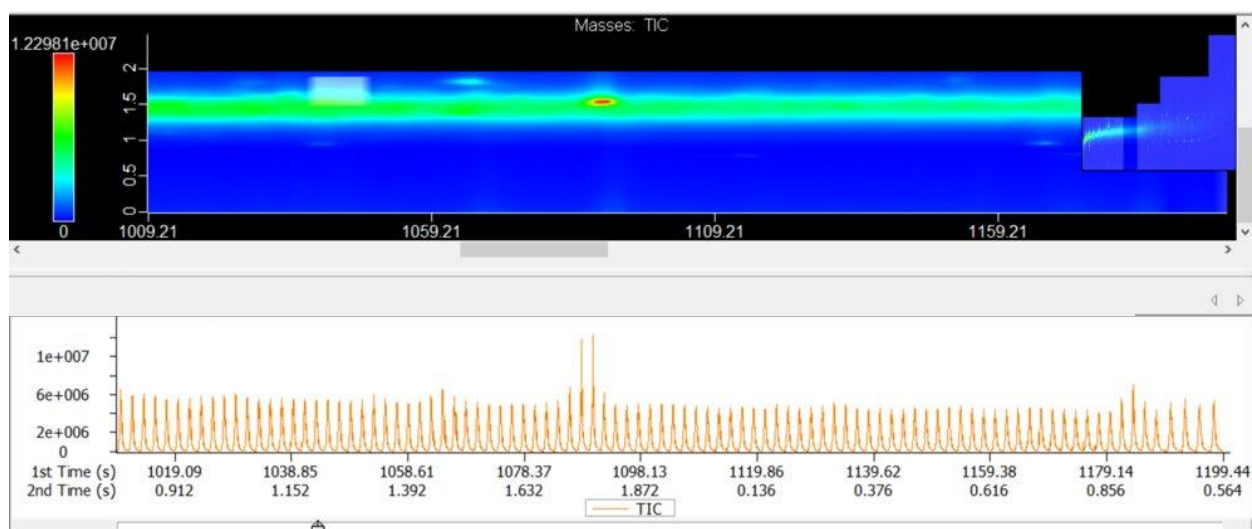 Masses: TIC
1.22981e+007
0
2
1.5
1
0.5
0
1009.21 1059.21 1109.21 1159.21
1e+007
6e+006
2e+006
0
1st Time (s) 1019.09 1038.85 1058.61 1078.37 1098.13 1119.86 1139.62 1159.38 1179.14 1199.44
2nd Time (s) 0.912 1.152 1.392 1.632 1.872 0.136 0.376 0.616 0.856 0.564
TIC